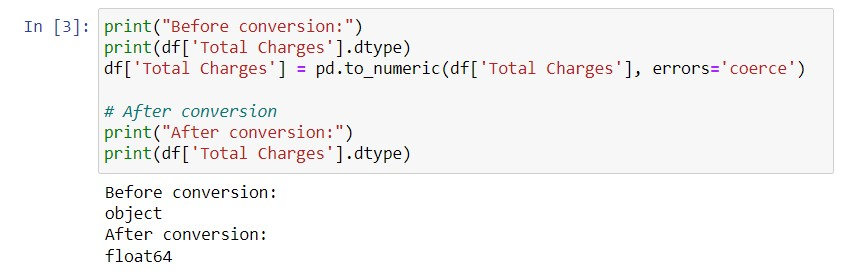 In [3]: print("Before conversion:")
print(df['Total Charges'].dtype)
df['Total Charges'] = pd.to_numeric(df['Total Charges'], errors='coerce')
# After conversion
print("After conversion:")
print(df['Total Charges'].dtype)
Before conversion:
object
After conversion:
float64